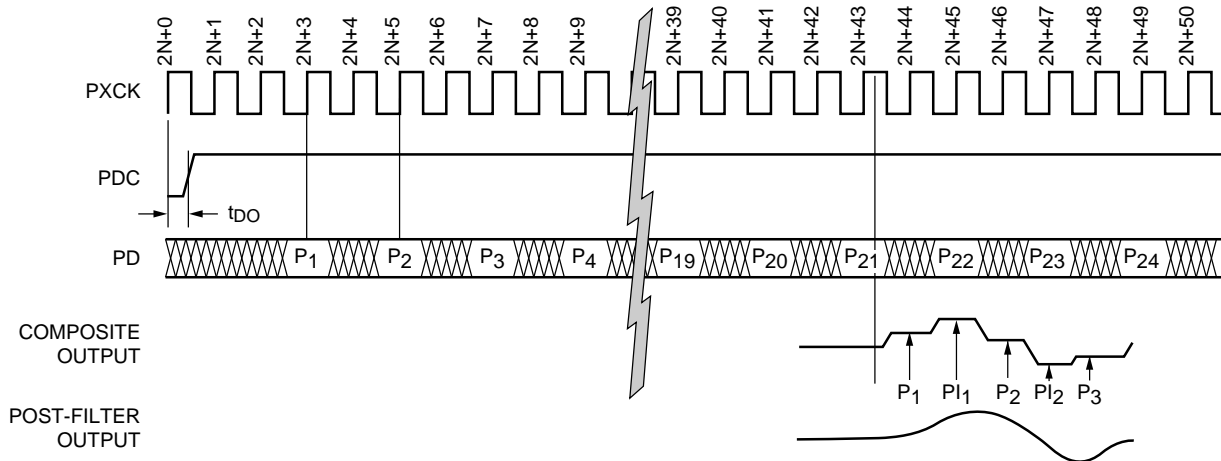 2N+0 2N+1 2N+2 2N+3 2N+4 2N+5 2N+6 2N+7 2N+8 2N+9 2N+39 2N+40 2N+41 2N+42 2N+43 2N+44 2N+45 2N+46 2N+47 2N+48 2N+49 2N+50
PXCK
PDC
tDO
PD P1 P2 P3 P4 P19 P20 P21 P22 P23 P24
COMPOSITE
OUTPUT
P1 PI1 P2 PI2 P3
POST-FILTER
OUTPUT